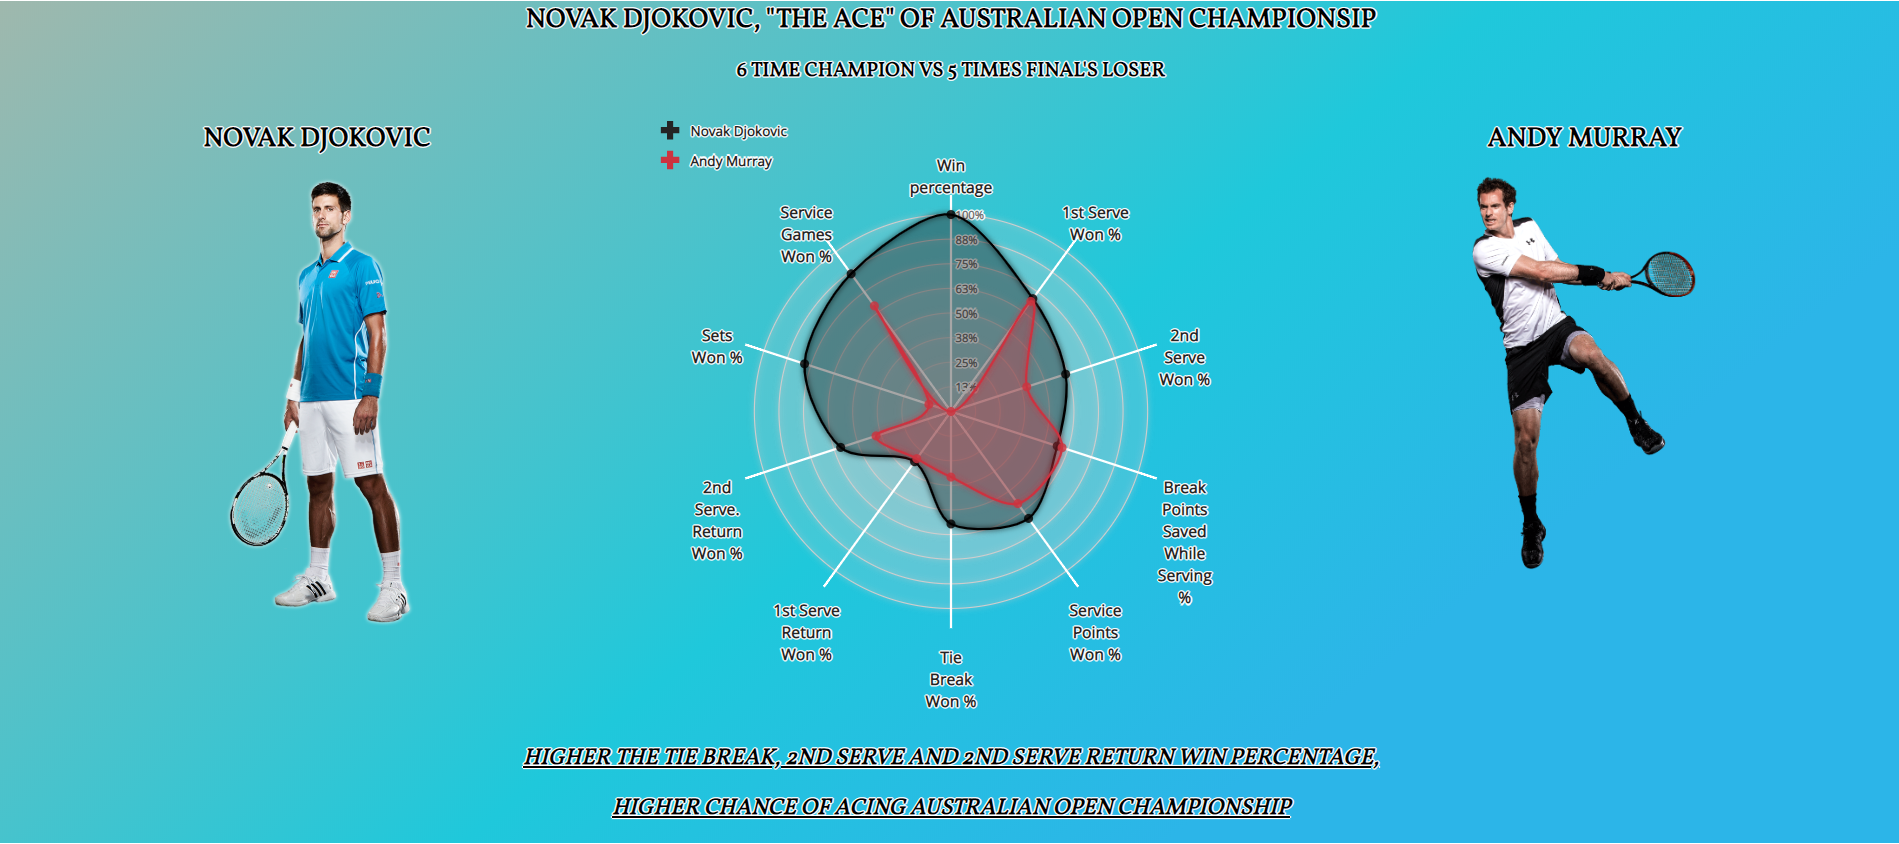 NOVAK DJOKOVIC, "THE ACE" OF AUSTRALIAN OPEN CHAMPIONSIP
6 TIME CHAMPION VS 5 TIMES FINAL'S LOSER
NOVAK DJOKOVIC
ANDY MURRAY
Novak Djokovic
Andy Murray
Win
percentage
1st Serve
Won %
2nd
Serve
Won %
Break
Points
Saved
While
Serving
%
Service
Points
Won %
Tie
Break
Won %
1st Serve
Return
Won %
2nd
Serve.
Return
Won %
Sets
Won %
Service
Games
Won %
100%
88%
75%
63%
50%
38%
25%
13%
HIGHER THE TIE BREAK, 2ND SERVE AND 2ND SERVE RETURN WIN PERCENTAGE,
HIGHER CHANCE OF ACING AUSTRALIAN OPEN CHAMPIONSHIP